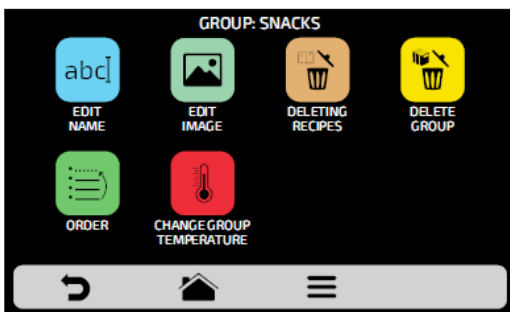 GROUP: SNACKS
abc
EDIT
NAME
EDIT
IMAGE
DELETING
RECIPES
DELETE
GROUP
ORDER
CHANGE GROUP
TEMPERATURE